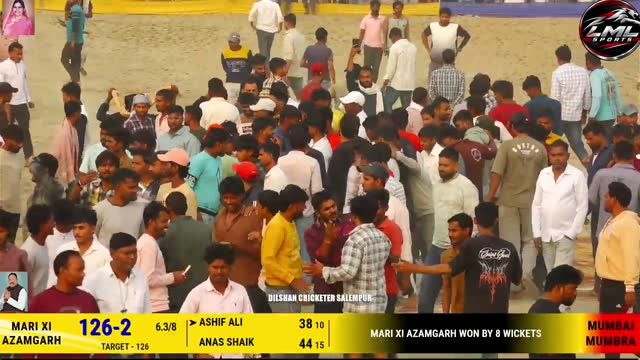 LML
SPORTS
DILSHAN CRICKETER SALEMPUR
MARI XI
AZAMGARH
126-2
6.3/8
TARGET - 126
ASHIF ALI 38 10
ANAS SHAIK 44 15
MARI XI AZAMGARH WON BY 8 WICKETS
MUMBAI
MUMBRA